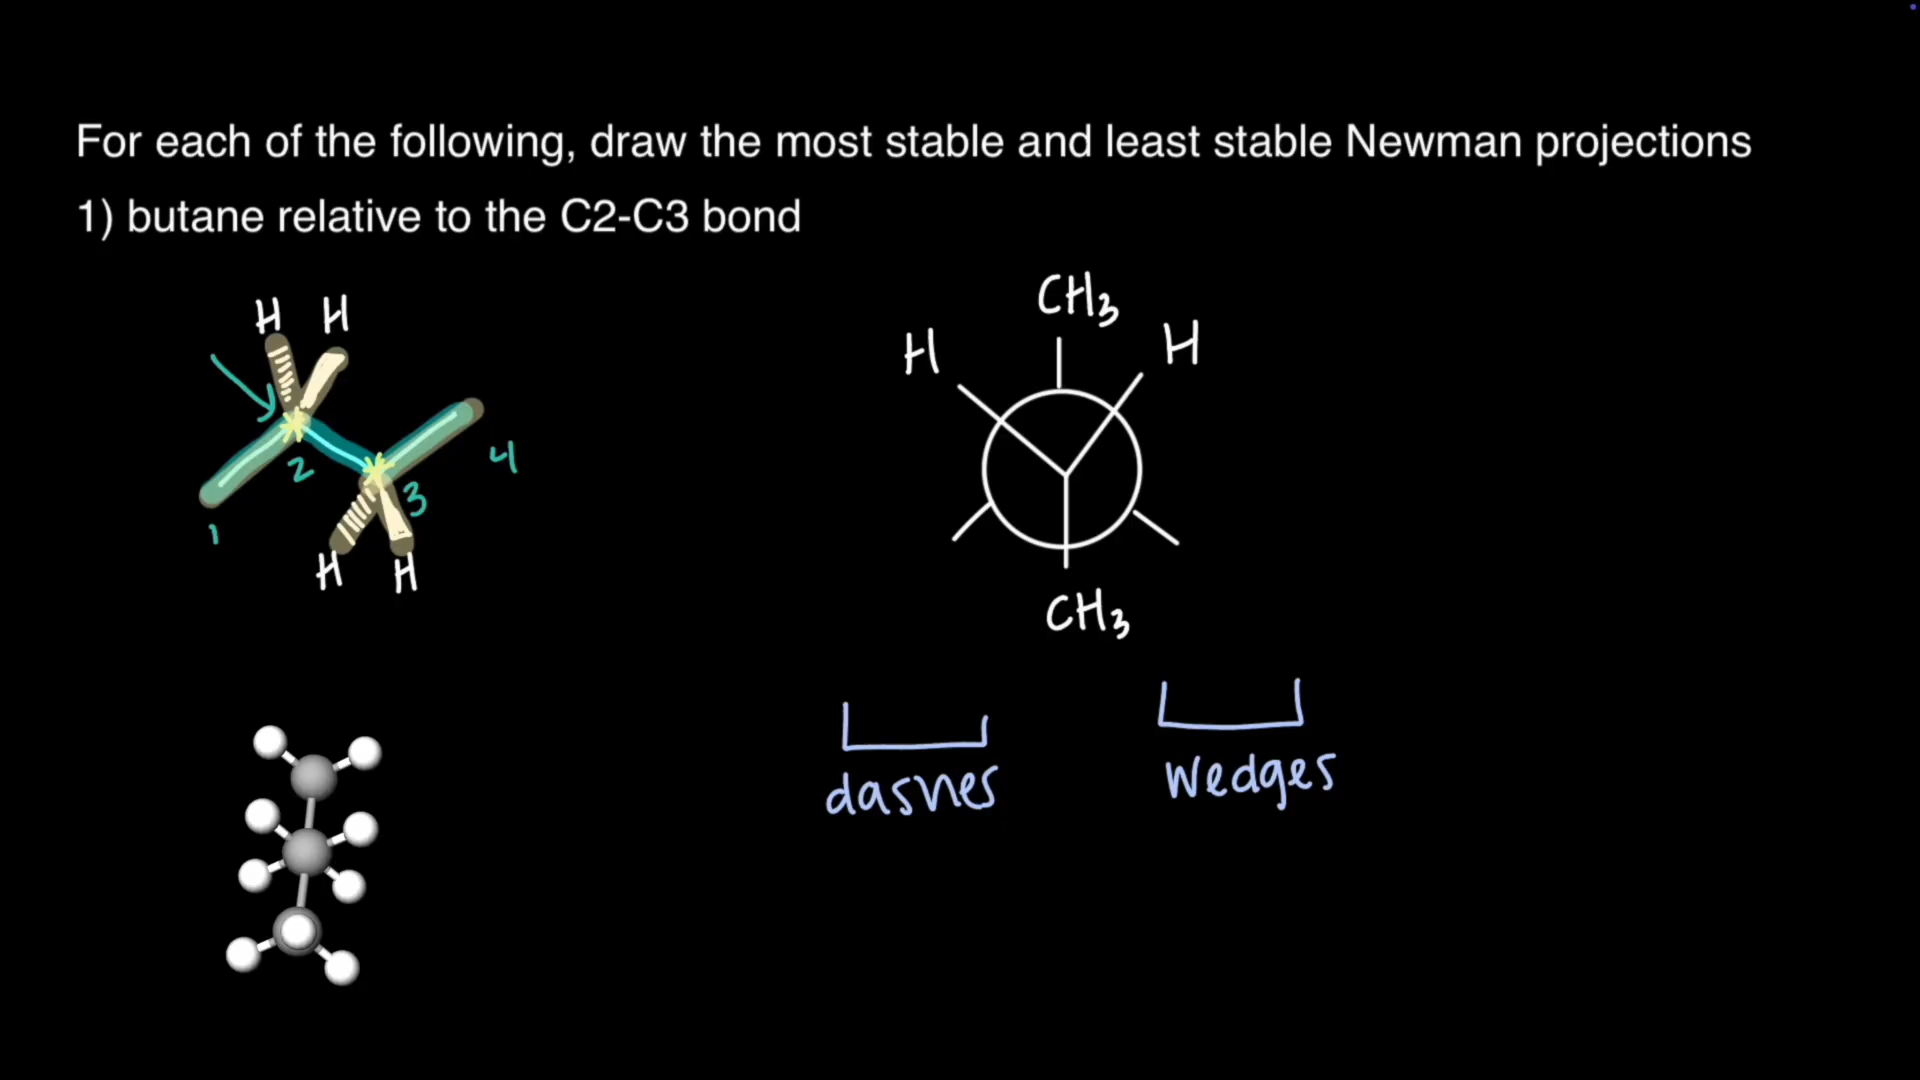 For each of the following, draw the most stable and least stable Newman projections
1) butane relative to the C2-C3 bond
H H
1
2
3
4
H H
CH3
H
H
CH3
dashes
wedges